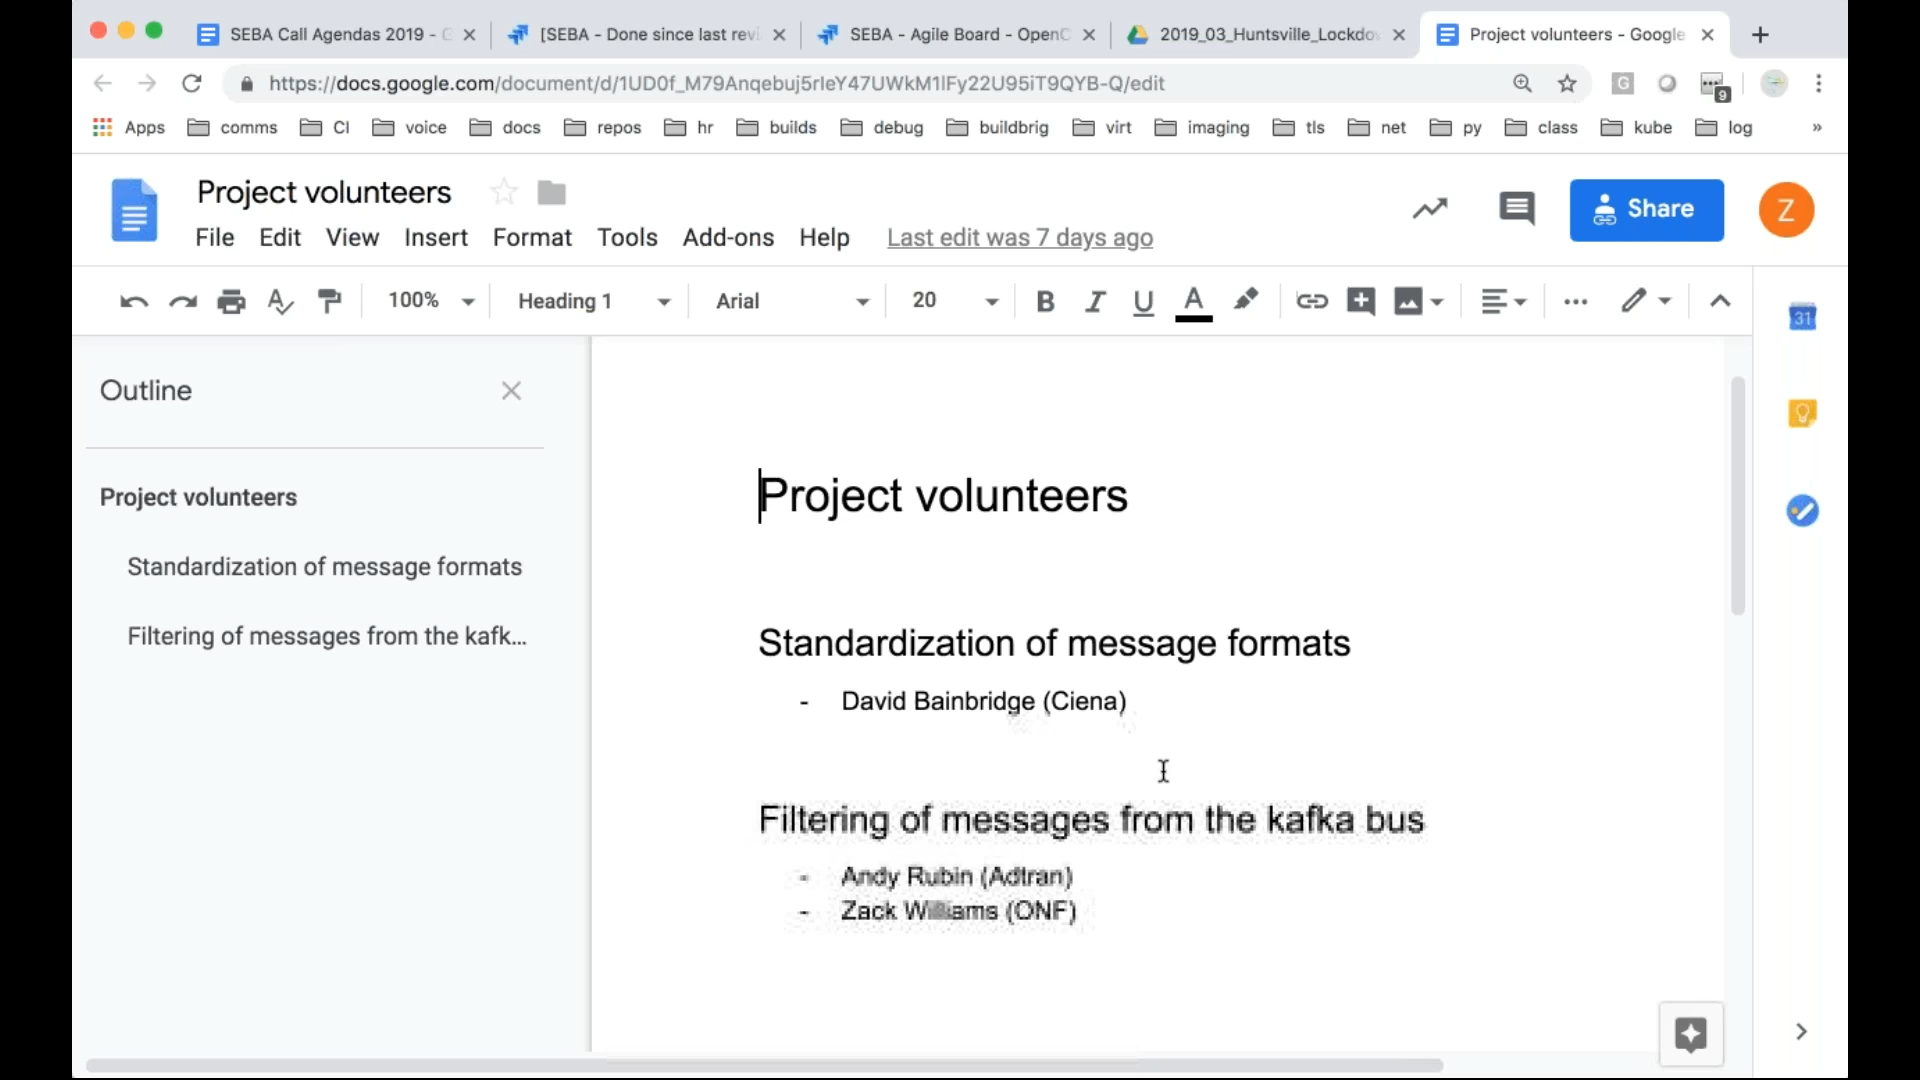 SEBA Call Agendas 2019 - G
[SEBA - Done since last revi
SEBA - Agile Board - OpenC
2019_03_Huntsville_Lockdo
Project volunteers - Google
https://docs.google.com/document/d/1UD0f_M79Anqebuj5rIeY47UWkM1lFy22U95iT9QYB-Q/edit
G
9
Apps comms CI voice docs repos hr builds debug buildbrig virt imaging tls net py class kube log »
Project volunteers
Share
Z
File Edit View Insert Format Tools Add-ons Help Last edit was 7 days ago
100% Heading 1 Arial 20 B I U A
31
Outline
Project volunteers
Standardization of message formats
Filtering of messages from the kafk...
Project volunteers
Standardization of message formats
- David Bainbridge (Ciena)
Filtering of messages from the kafka bus
- Andy Rubin (Adtran)
- Zack Williams (ONF)